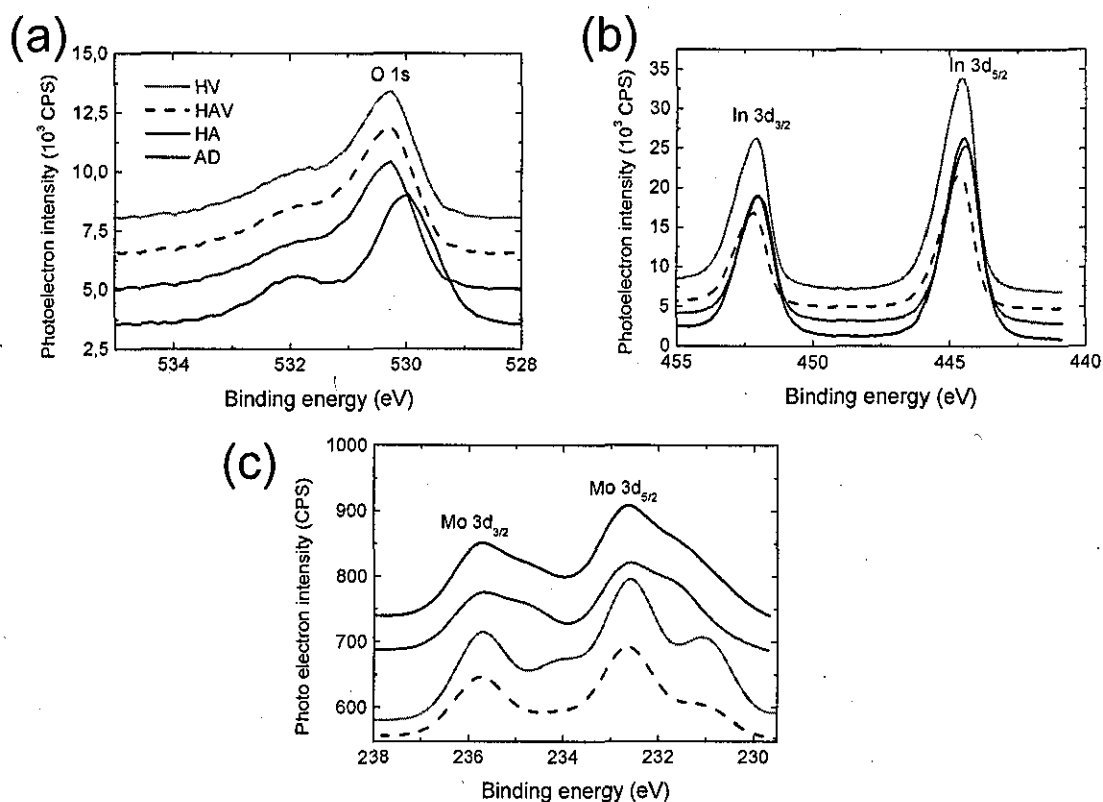 (a)
Photoelectron intensity (10³ CPS)
15,0
12,5
10,0
7,5
5,0
2,5
HV
HAV
HA
AD
O 1s
534
532
530
528
Binding energy (eV)
(b)
Photoelectron intensity (10³ CPS)
35
30
25
20
15
10
5
0
In 3d3/2
In 3d5/2
455
450
445
440
Binding energy (eV)
(c)
Photo electron intensity (CPS)
1000
900
800
700
600
Mo 3d3/2
Mo 3d5/2
238
236
234
232
230
Binding energy (eV)